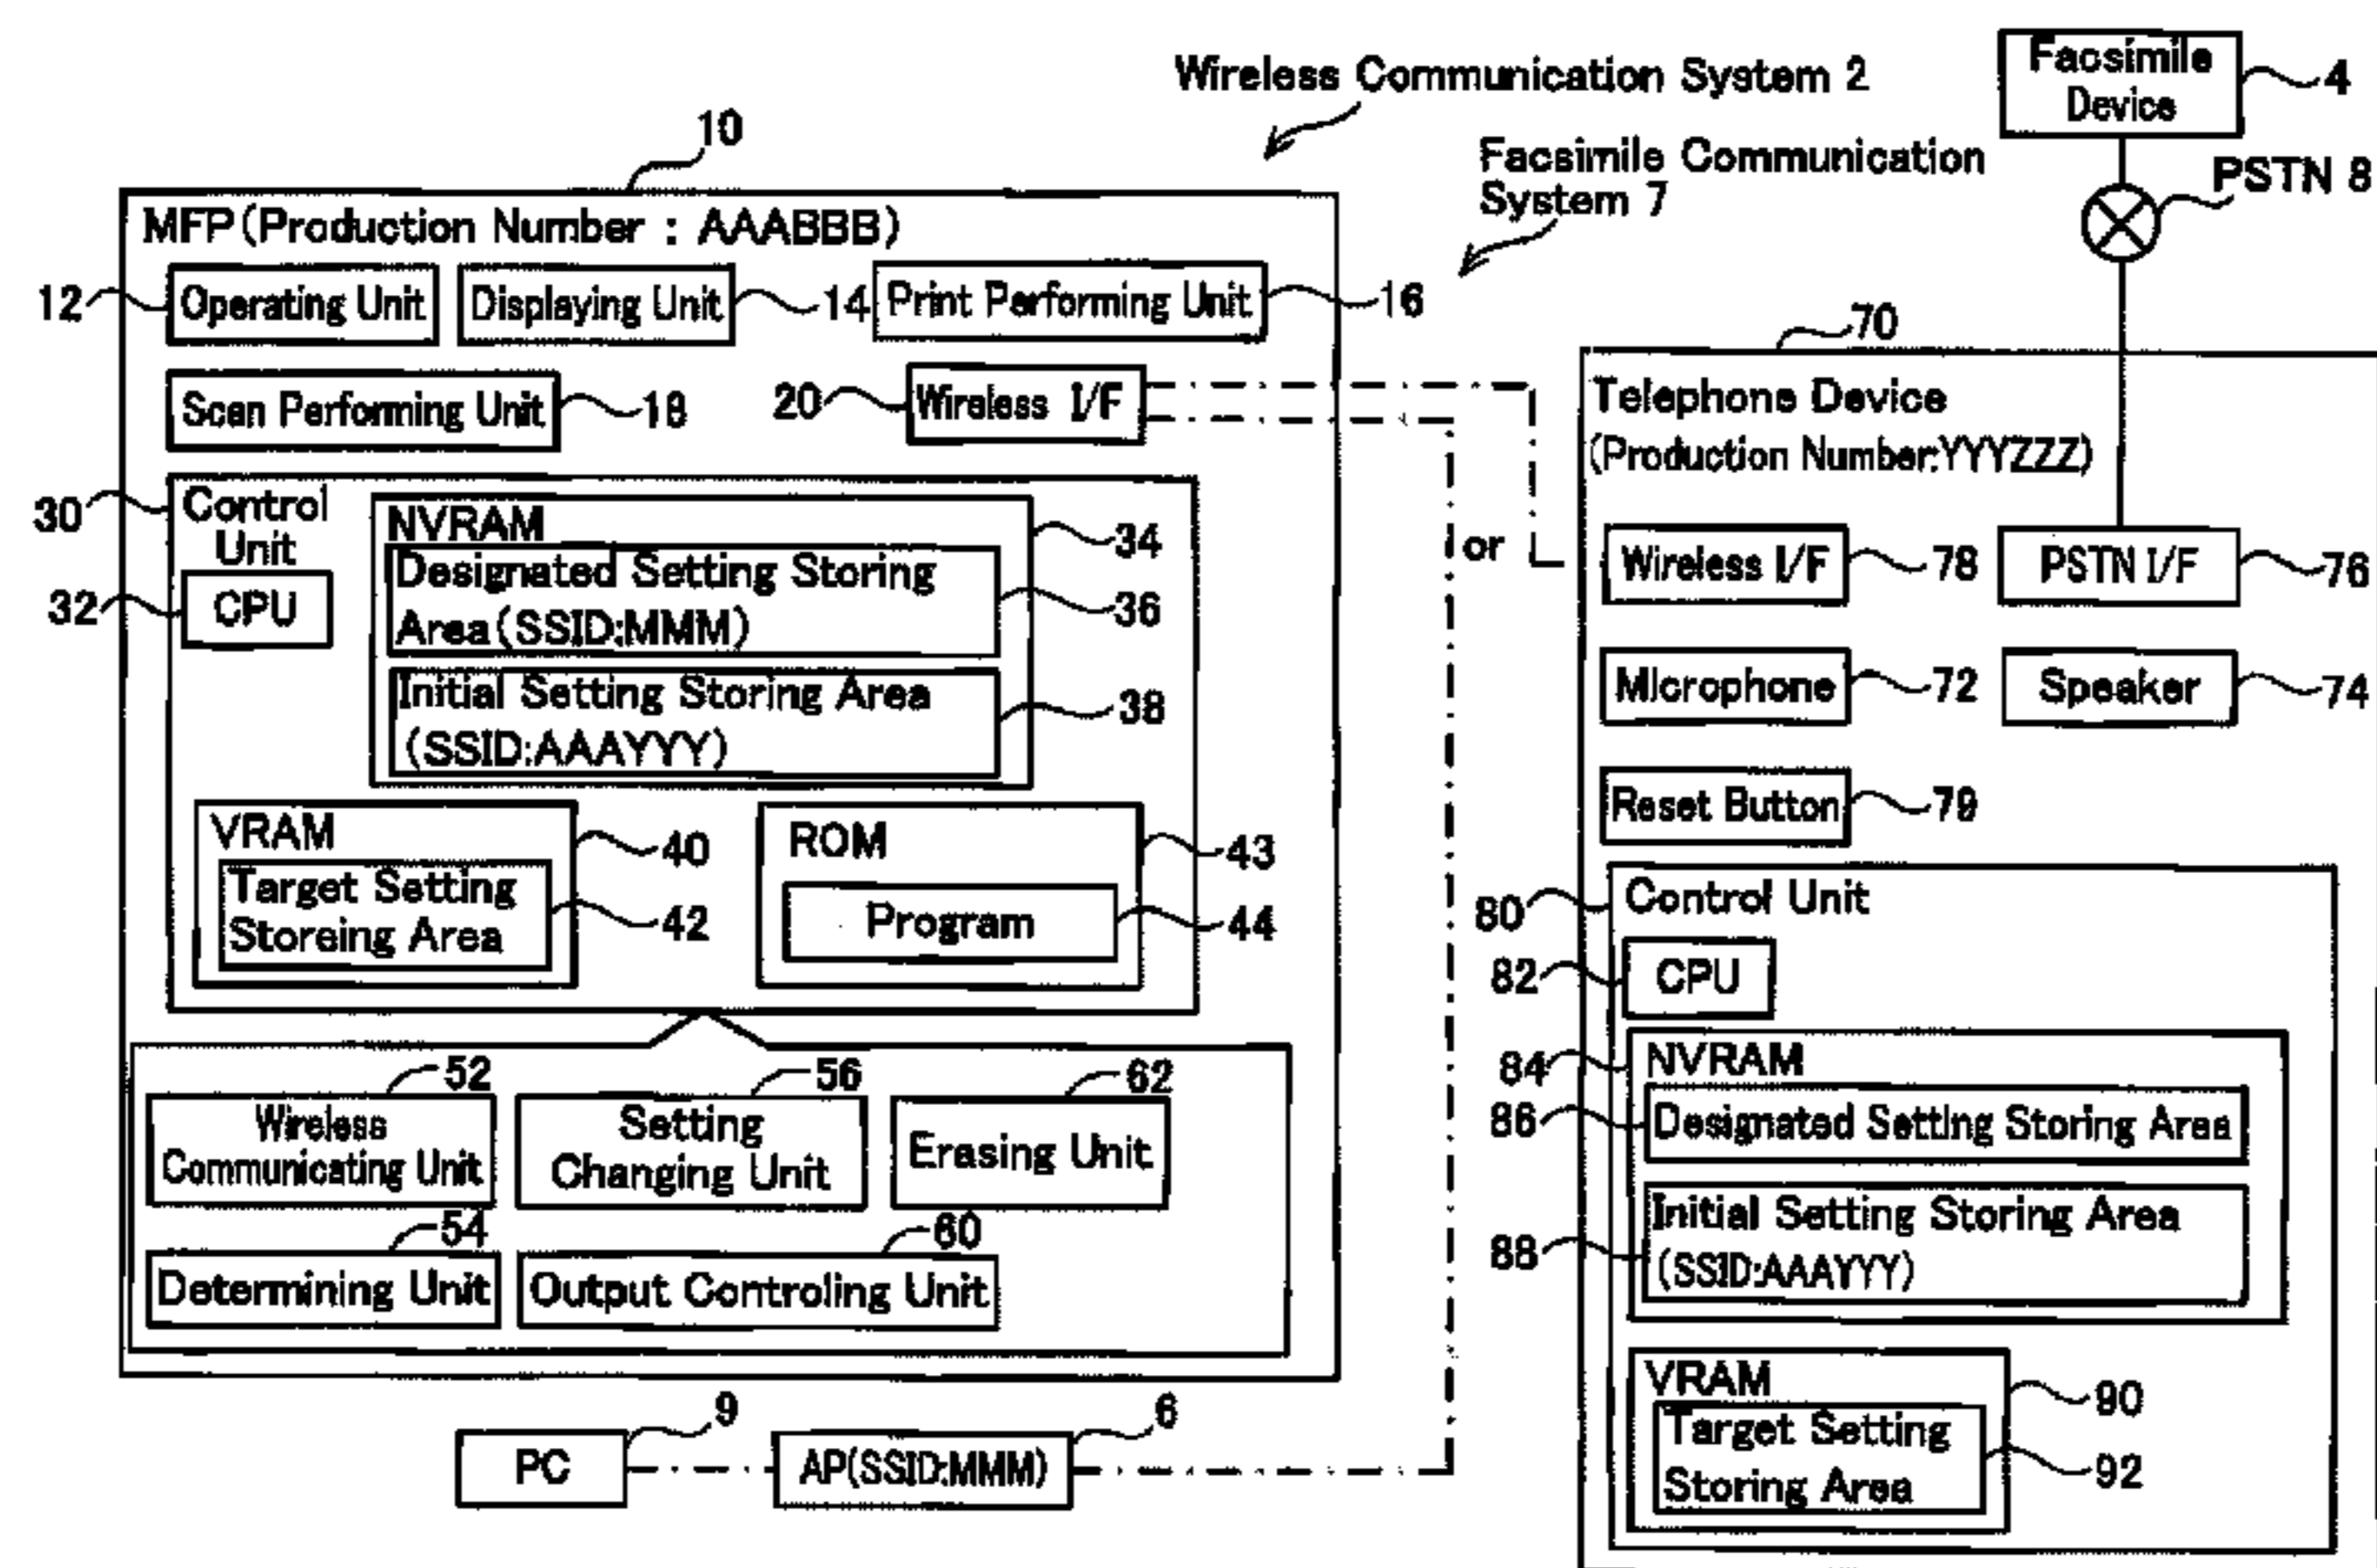 Wireless Communication System 2
Facsimile Communication
System 7
Facsimile
Device
4
PSTN 8
10
MFP(Production Number : AAABBB)
12
Operating Unit
Displaying Unit
14
Print Performing Unit
16
Scan Performing Unit
18
20
Wireless I/F
30
Control
Unit
32
CPU
NVRAM
34
Designated Setting Storing
Area(SSID:MMM)
36
Initial Setting Storing Area
(SSID:AAAYYY)
38
VRAM
40
Target Setting
Storeing Area
42
ROM
43
Program
44
52
Wireless
Communicating Unit
56
Setting
Changing Unit
62
Erasing Unit
54
Determining Unit
60
Output Controling Unit
9
PC
6
AP(SSID:MMM)
or
70
Telephone Device
(Production Number:YYYZZZ)
Wireless I/F
78
PSTN I/F
76
Microphone
72
Speaker
74
Reset Button
79
80
Control Unit
82
CPU
84
NVRAM
86
Designated Setting Storing Area
88
Initial Setting Storing Area
(SSID:AAAYYY)
VRAM
90
Target Setting
Storing Area
92